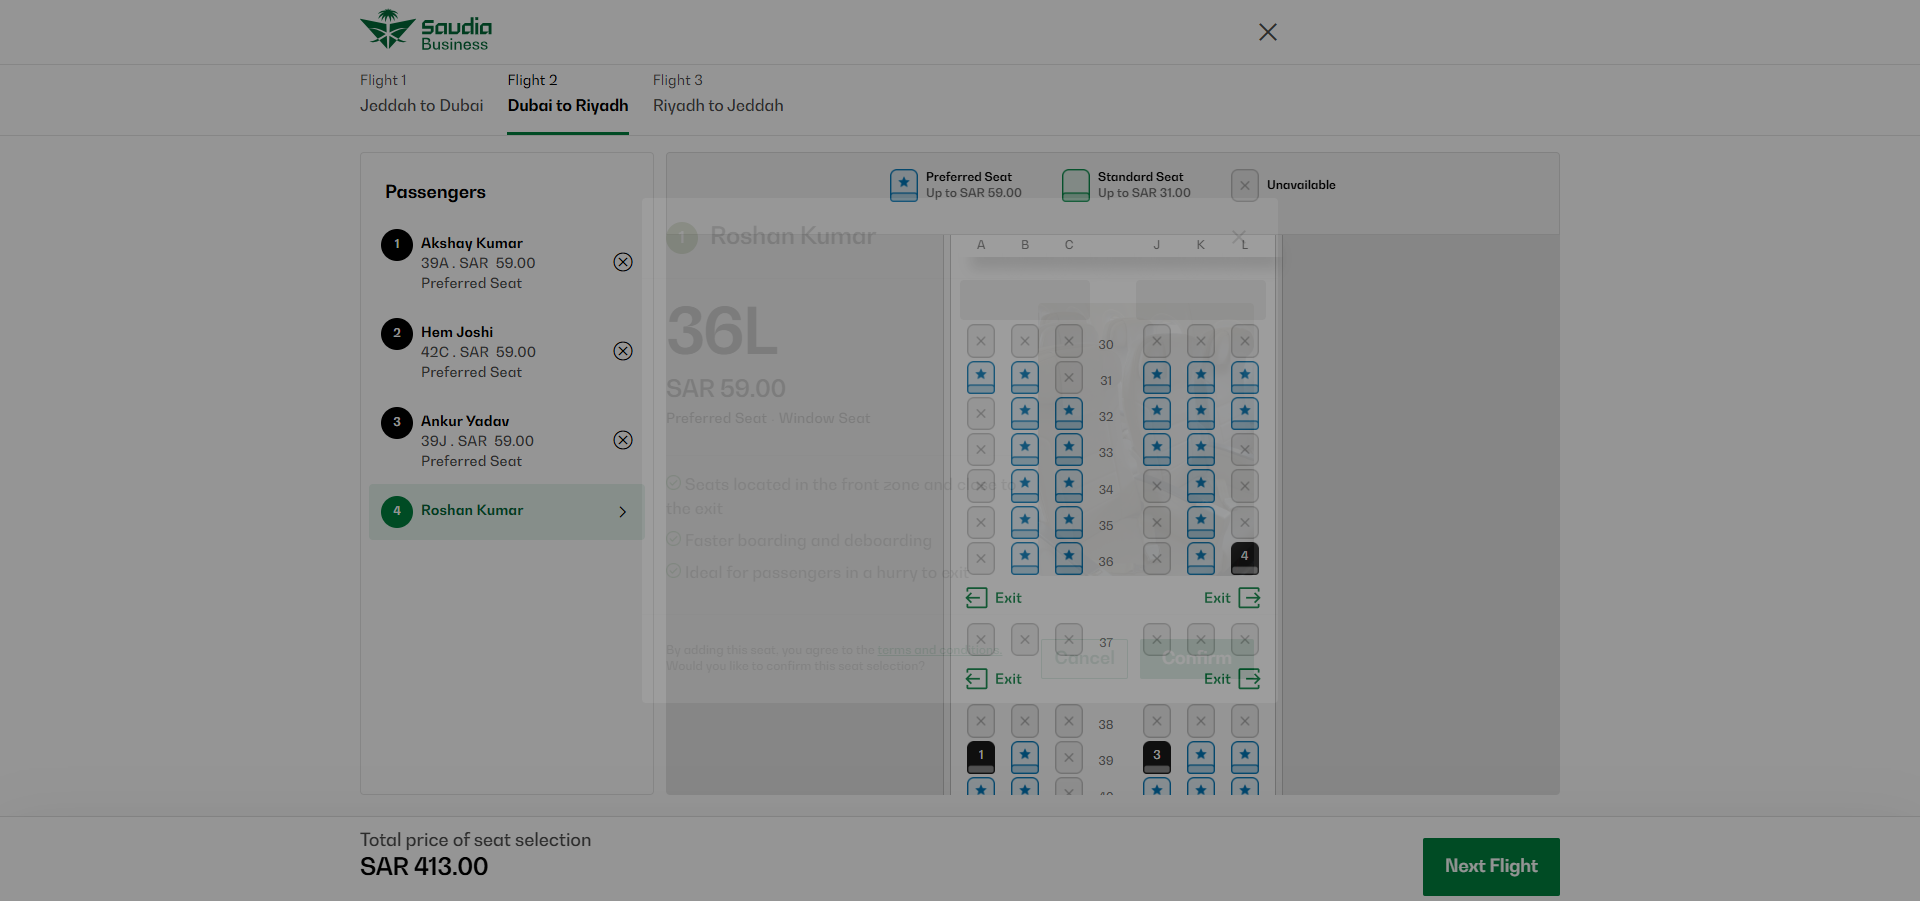 Saudia
Business
Flight 1
Jeddah to Dubai
Flight 2
Dubai to Riyadh
Flight 3
Riyadh to Jeddah
Passengers
1
Akshay Kumar
39A . SAR 59.00
Preferred Seat
2
Hem Joshi
42C . SAR 59.00
Preferred Seat
3
Ankur Yadav
39J . SAR 59.00
Preferred Seat
4
Roshan Kumar
Preferred Seat
Up to SAR 59.00
Standard Seat
Up to SAR 31.00
Unavailable
1
Roshan Kumar
36L
SAR 59.00
Preferred Seat - Window Seat
Seats located in the front zone and close to
the exit
Faster boarding and deboarding
Ideal for passengers in a hurry to exit
By adding this seat, you agree to the terms and conditions.
Would you like to confirm this seat selection?
Cancel
Confirm
A B C J K L
30
31
32
33
34
35
36
4
Exit Exit
37
Exit Exit
38
1 39 3
Total price of seat selection
SAR 413.00
Next Flight